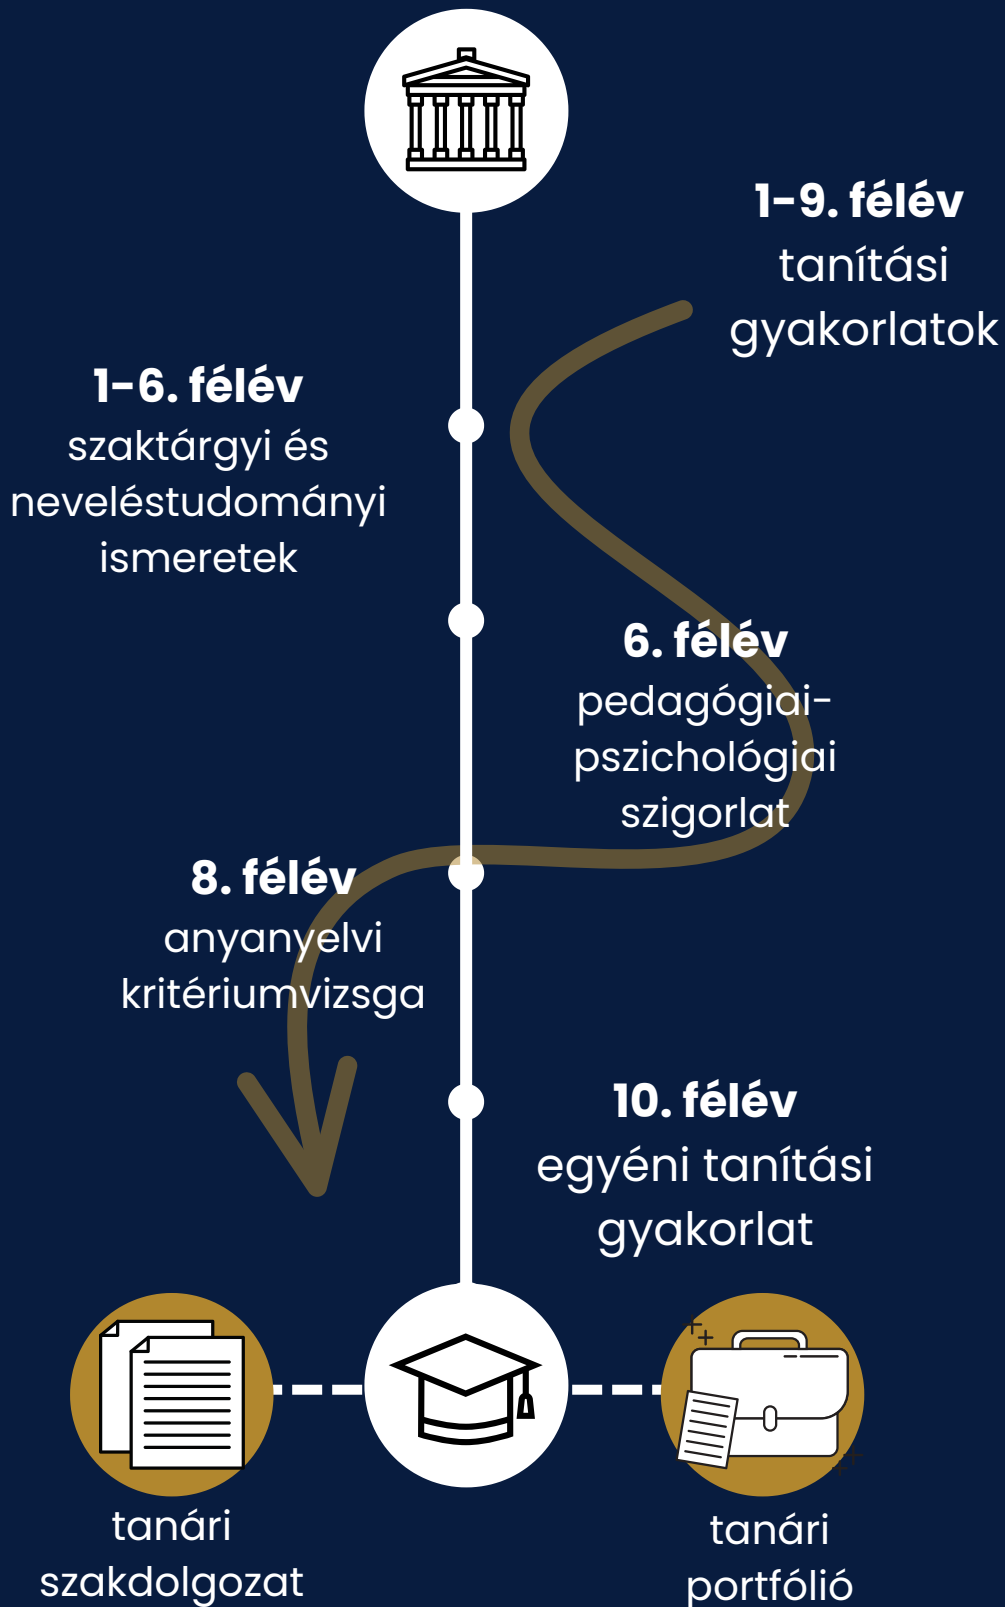 1-9. félév
tanítási
gyakorlatok
1-6. félév
szaktárgyi és
neveléstudományi
ismeretek
6. félév
pedagógiai-
pszichológiai
szigorlat
8. félév
anyanyelvi
kritériumvizsga
10. félév
egyéni tanítási
gyakorlat
tanári
szakdolgozat
tanári
portfólió